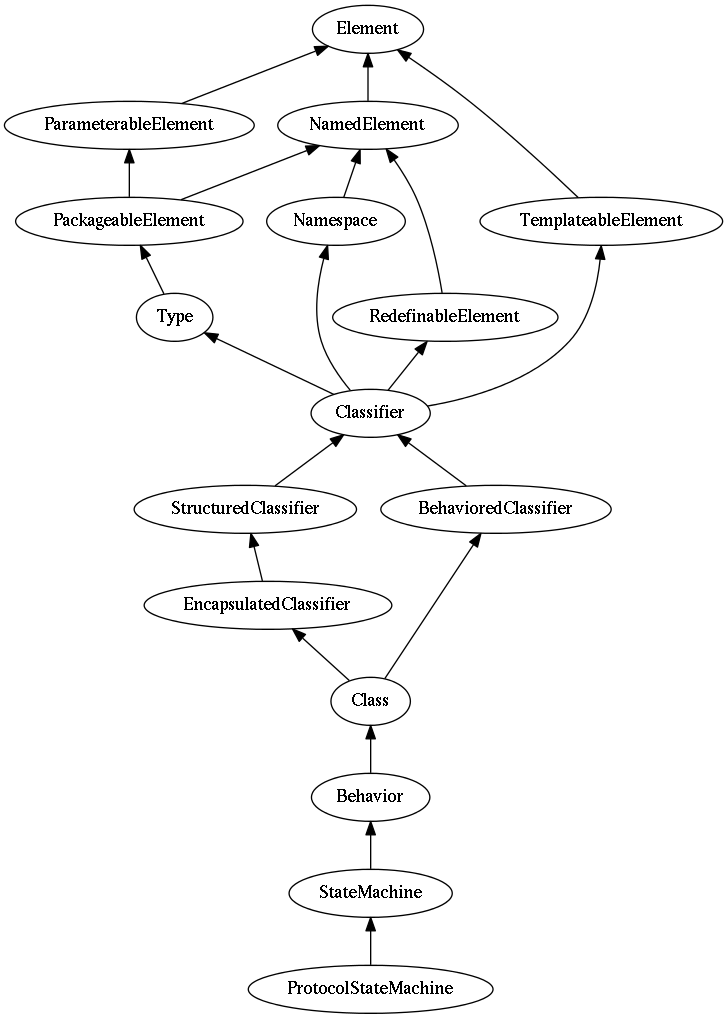 Element
ParameterableElement
NamedElement
PackageableElement
Namespace
TemplateableElement
Type
RedefinableElement
Classifier
StructuredClassifier
BehavioredClassifier
EncapsulatedClassifier
Class
Behavior
StateMachine
ProtocolStateMachine